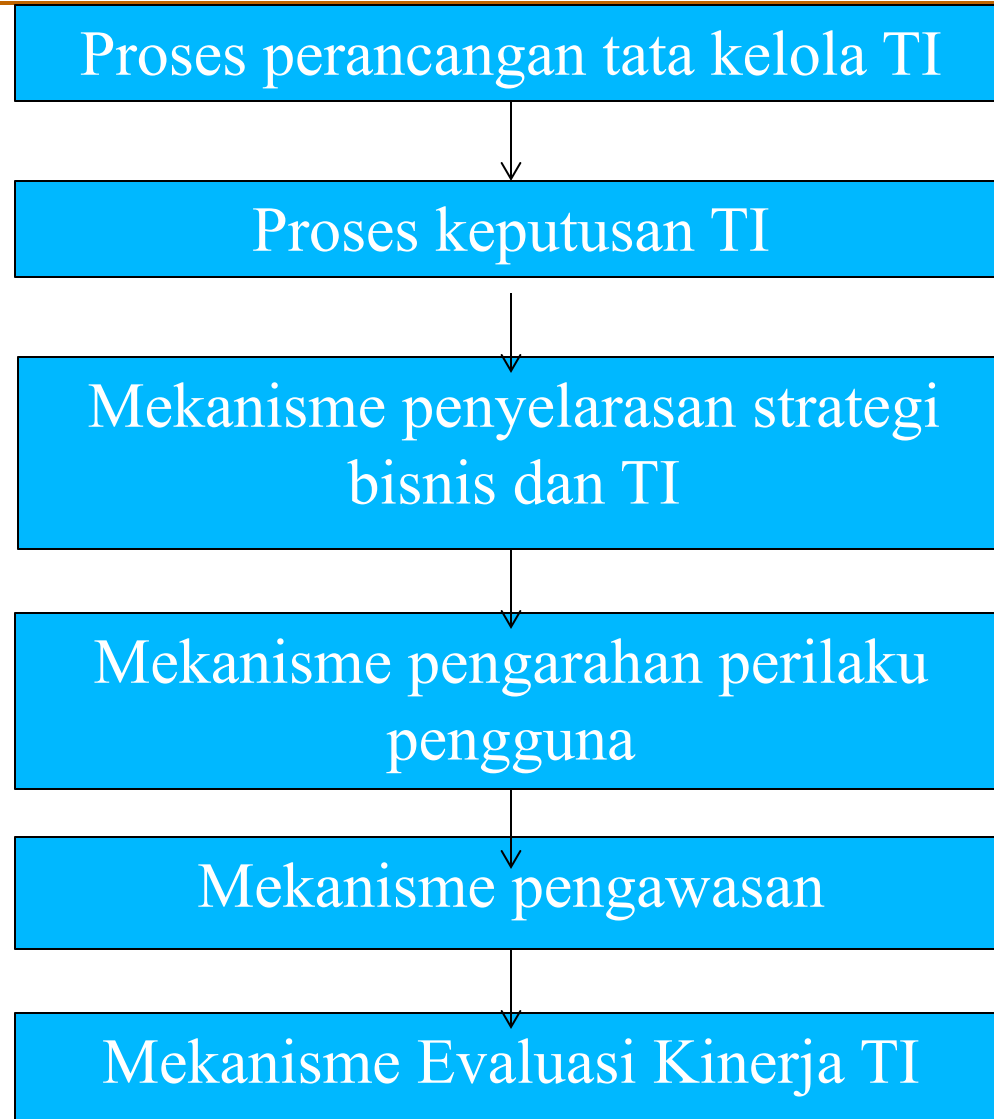 Proses perancangan tata kelola TI
Proses keputusan TI
Mekanisme penyelarasan strategi
bisnis dan TI
Mekanisme pengarahan perilaku
pengguna
Mekanisme pengawasan
Mekanisme Evaluasi Kinerja TI